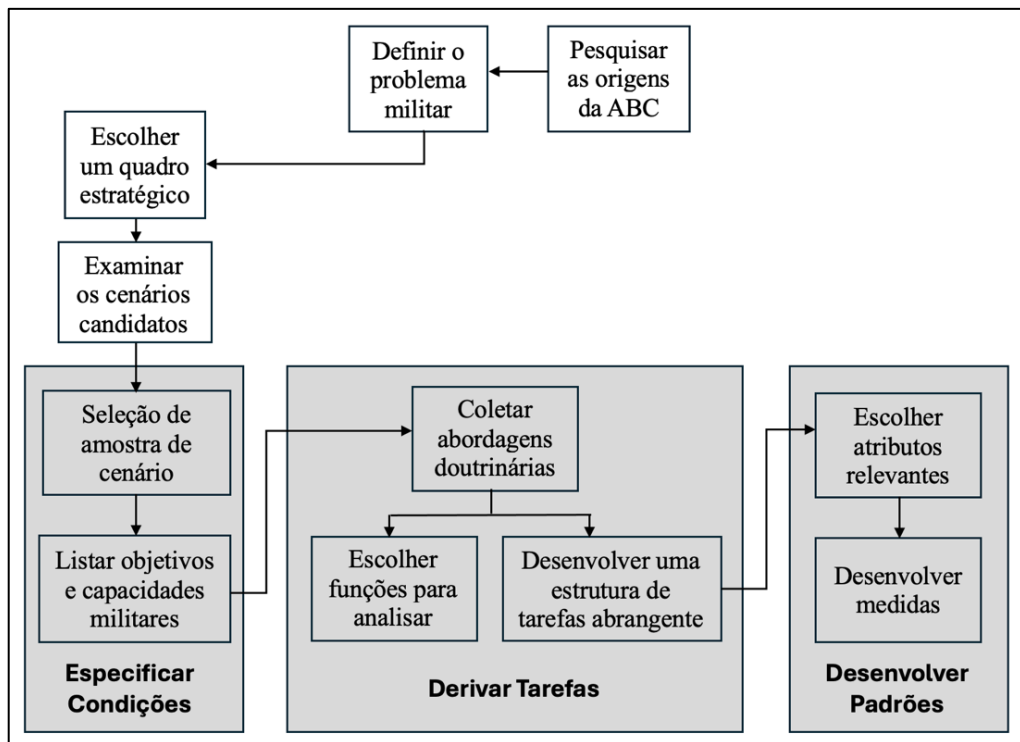 Definir o
problema
militar
Pesquisar
as origens
da ABC
Escolher
um quadro
estratégico
Examinar
os cenários
candidatos
Seleção de
amostra de
cenário
Listar objetivos
e capacidades
militares
Especificar
Condições
Coletar
abordagens
doutrinárias
Escolher
funções para
analisar
Desenvolver uma
estrutura de
tarefas abrangente
Derivar Tarefas
Escolher
atributos
relevantes
Desenvolver
medidas
Desenvolver
Padrões